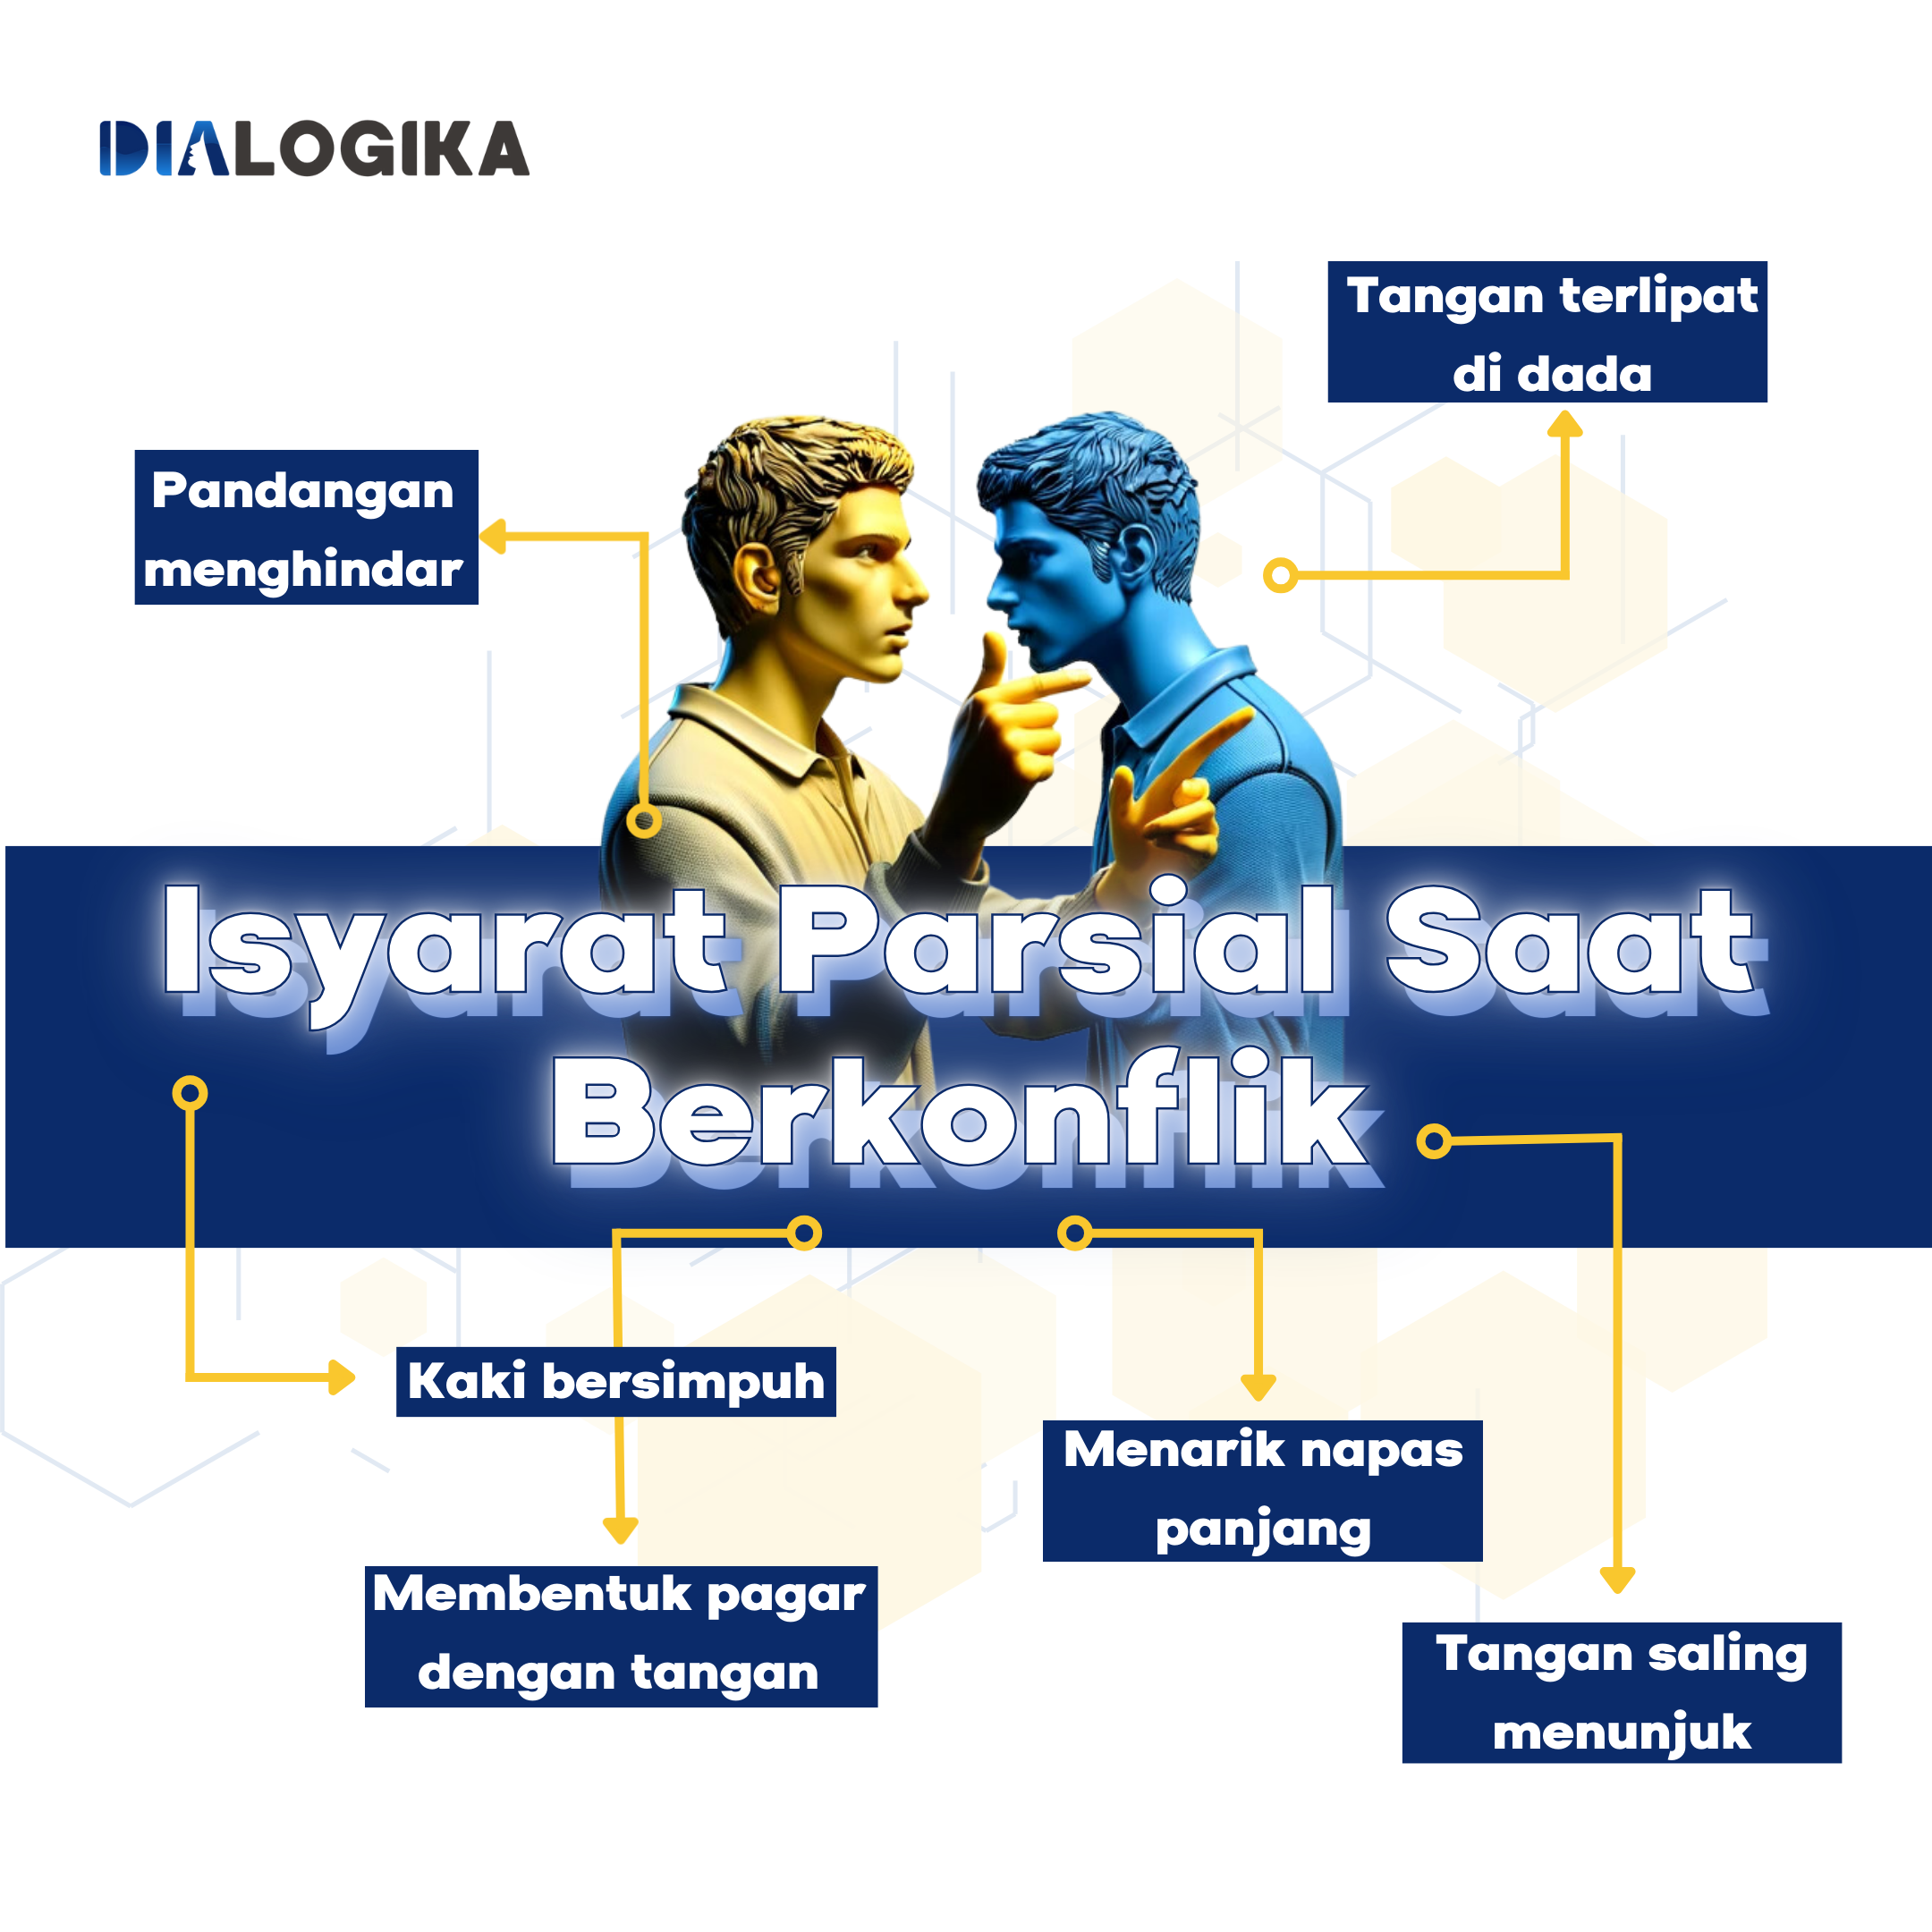 DIALOGIKA
Tangan terlipat
di dada
Pandangan
menghindar
Isyarat Parsial Saat
Berkonflik
Kaki bersimpuh
Menarik napas
panjang
Membentuk pagar
dengan tangan
Tangan saling
menunjuk